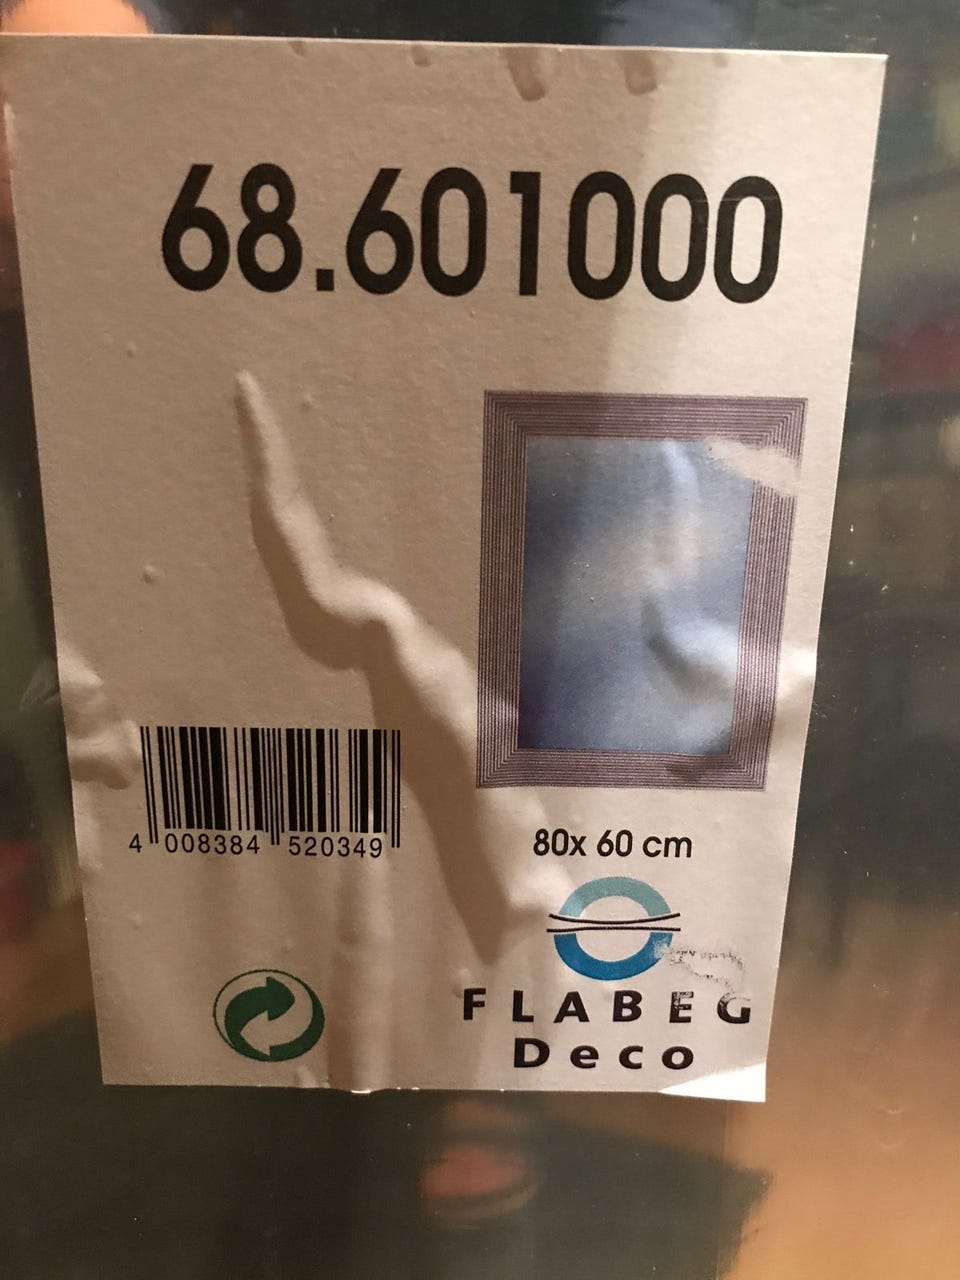 68.601000
4 008384 520349
80x 60 cm
FLABEG
Deco